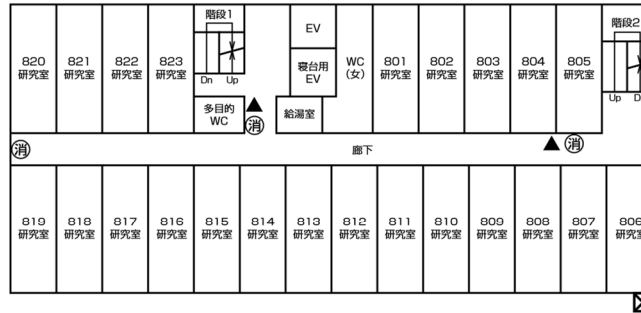 820
研究室
821
研究室
822
研究室
823
研究室
階段1
Dn Up
多目的
WC
消
EV
寝台用
EV
給湯室
WC
(女)
801
研究室
802
研究室
803
研究室
804
研究室
805
研究室
階段2
Up D
消
廊下
消
819
研究室
818
研究室
817
研究室
816
研究室
815
研究室
814
研究室
813
研究室
812
研究室
811
研究室
810
研究室
809
研究室
808
研究室
807
研究室
806
研究室